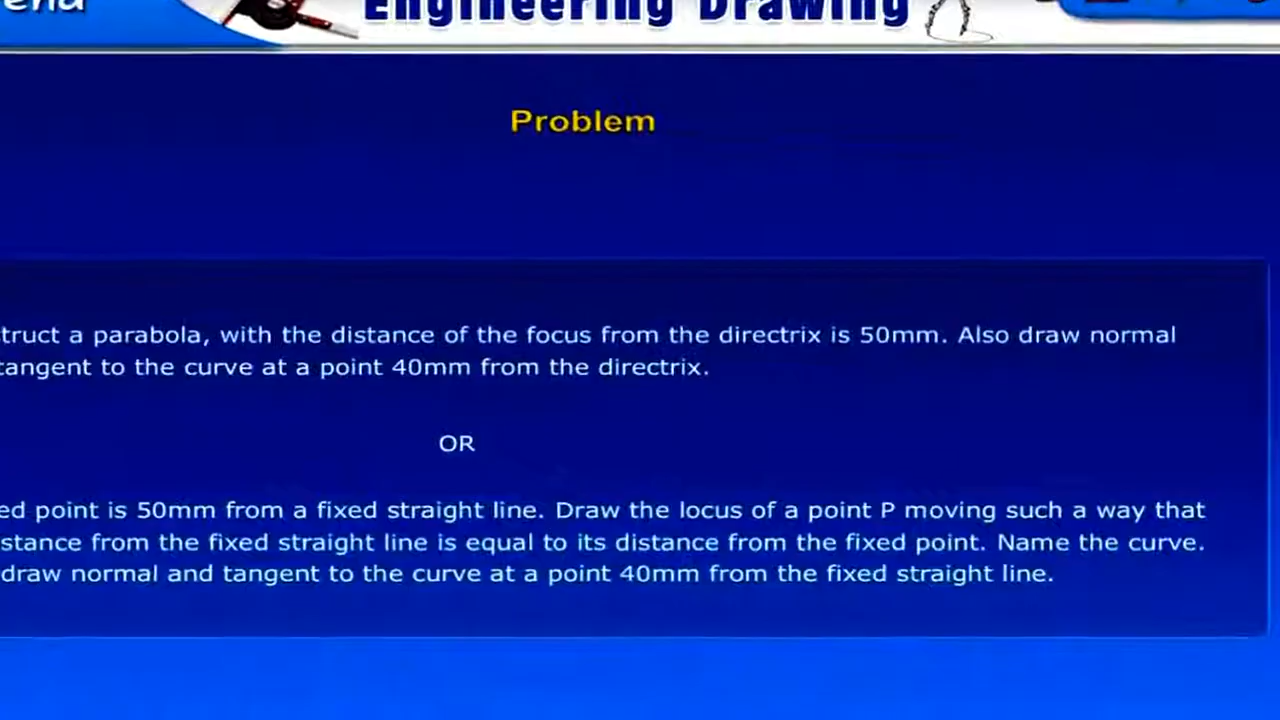 Engineering Drawing
Problem
truct a parabola, with the distance of the focus from the directrix is 50mm. Also draw normal
tangent to the curve at a point 40mm from the directrix.
OR
ed point is 50mm from a fixed straight line. Draw the locus of a point P moving such a way that
stance from the fixed straight line is equal to its distance from the fixed point. Name the curve.
draw normal and tangent to the curve at a point 40mm from the fixed straight line.